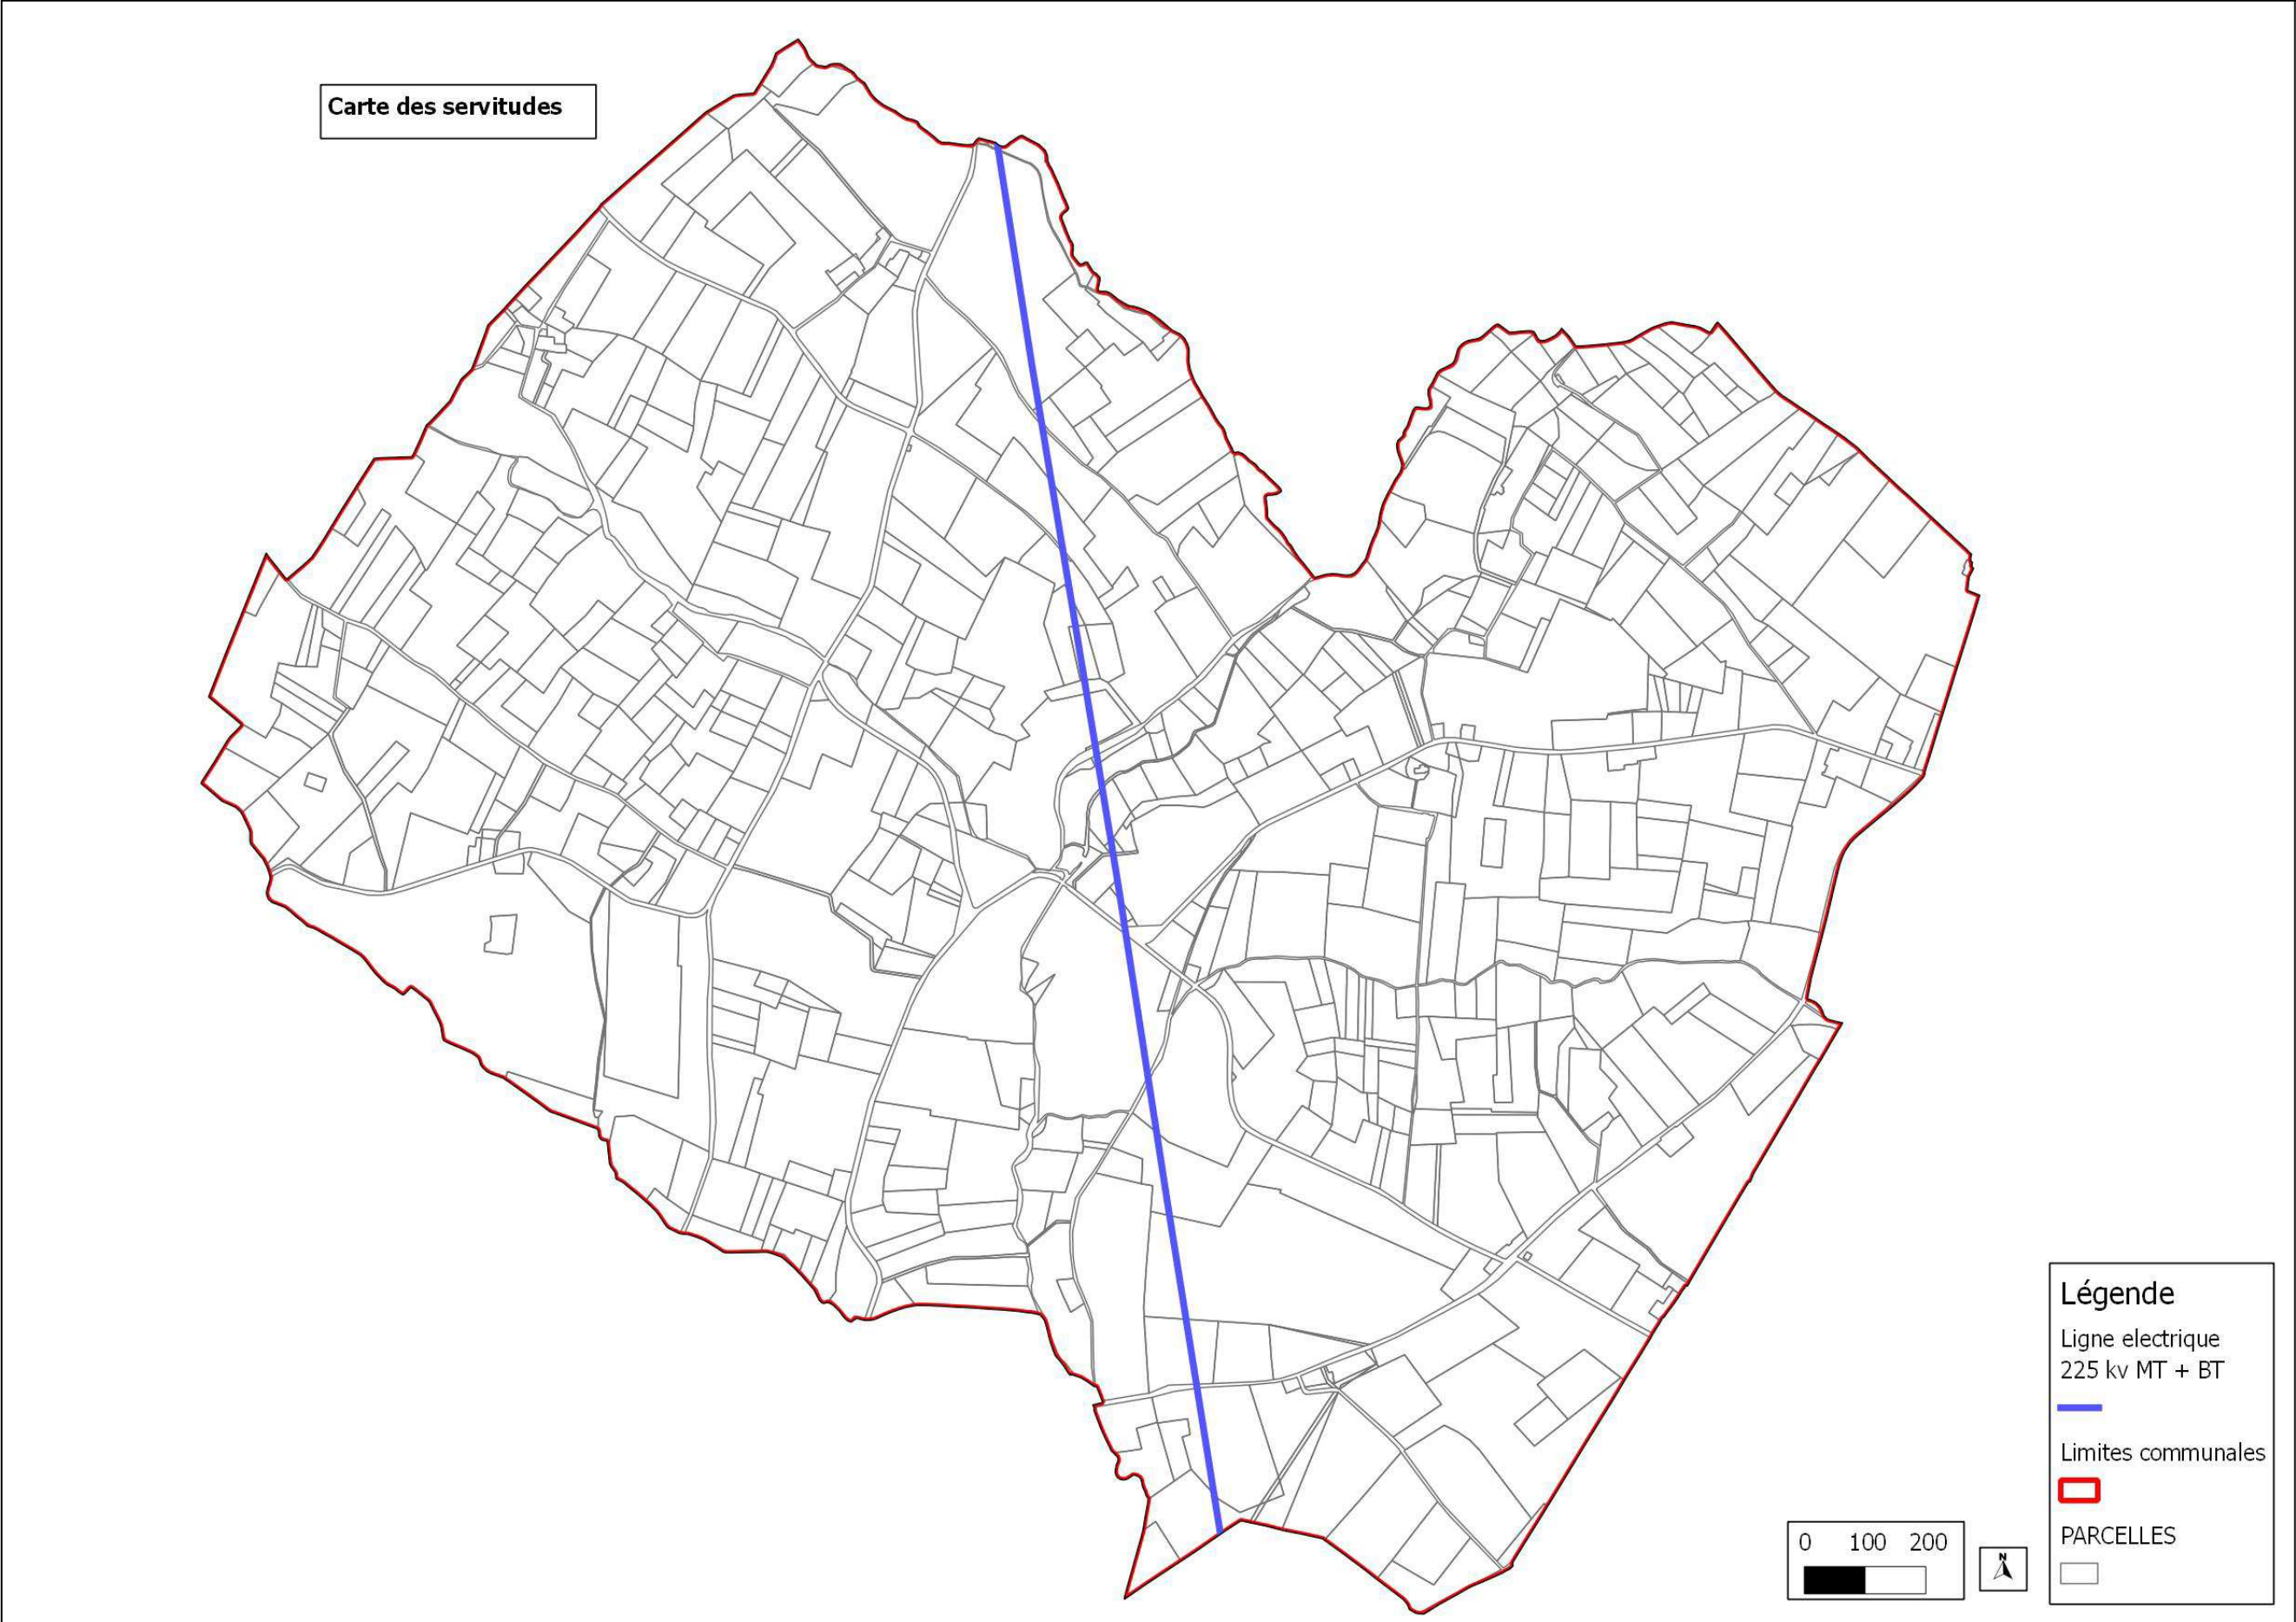 Carte des servitudes
Légende
Ligne electrique
225 kv MT + BT
Limites communales
PARCELLES
0 100 200
N